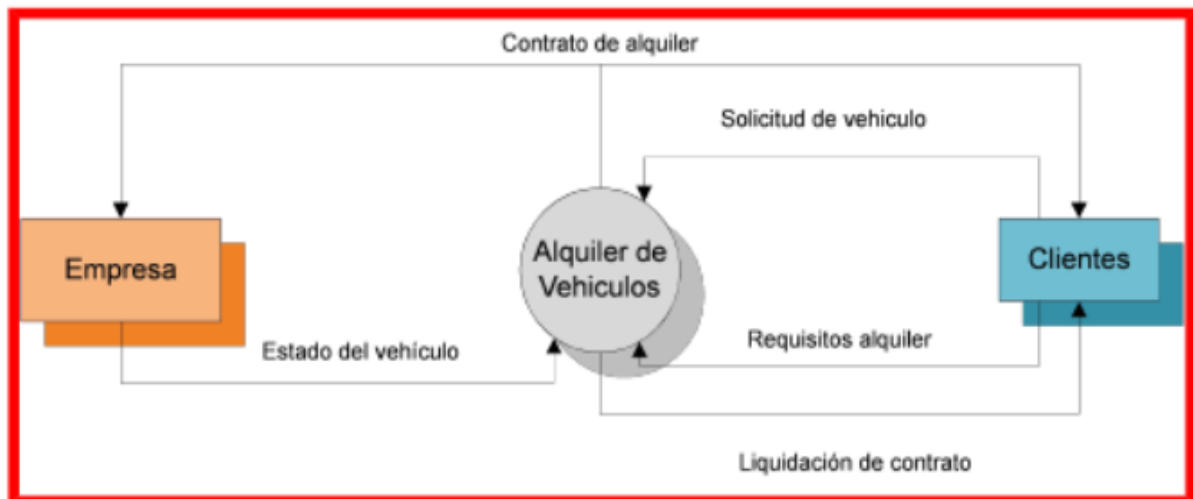 Contrato de alquiler
Solicitud de vehiculo
Empresa
Alquiler de
Vehiculos
Clientes
Estado del vehículo
Requisitos alquiler
Liquidación de contrato